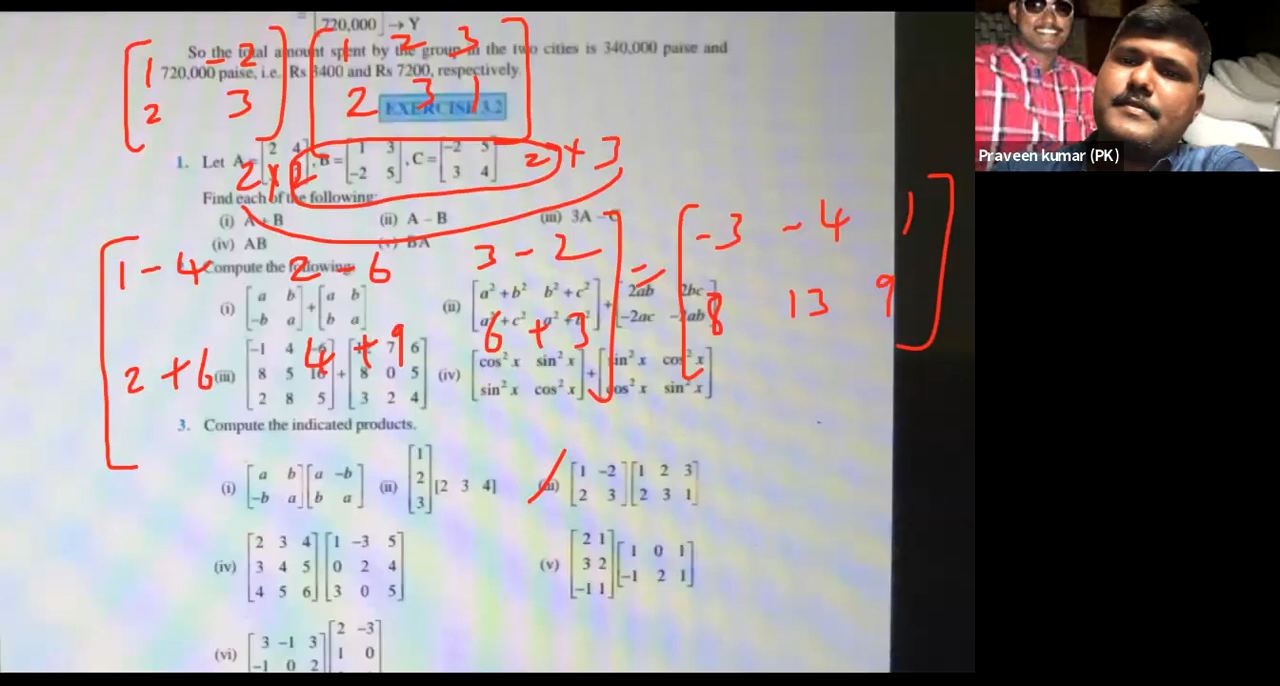 720,000] → Y
So the total amount spent by the group in the two cities is 340,000 paise and
720,000 paise, i.e. Rs 3400 and Rs 7200, respectively.
[1 -2] [1 2 3]
[2 3] [2 3 1]
EXERCISE 3.2
1. Let A = [2 4], B = [1 3], C = [-2 5]
[-2 5] [3 4]
2 × 2 2 × 3
Find each of the following:
(i) A + B (ii) A – B (iii) 3A – C
(iv) AB (v) BA
[1 - 4 2 - 6 3 - 2] = [-3 -4 1]
[2 + 6 4 + 9 6 + 3] [8 13 9]
Compute the following:
(i) [a b] + [a b] (ii) [a² + b² b² + c²] + [2ab 2bc]
[-b a] [b a] [-2ac -2ab]
(iii) [-1 4 -6] + [7 6] (iv) [cos² x sin² x] + [sin² x cos² x]
[8 5 16] [8 0 5] [sin² x cos² x] [cos² x sin² x]
[2 8 5] [3 2 4]
3. Compute the indicated products.
(i) [a b] [a -b] (ii) [1] [2 3 4] (iii) [1 -2] [1 2 3]
[-b a] [b a] [2] [2 3] [2 3 1]
[3]
(iv) [2 3 4] [1 -3 5] (v) [2 1] [1 0 1]
[3 4 5] [0 2 4] [3 2] [-1 2 1]
[4 5 6] [3 0 5] [-1 1]
(vi) [3 -1 3] [2 -3]
[-1 0 2] [1 0]
Praveen kumar (PK)